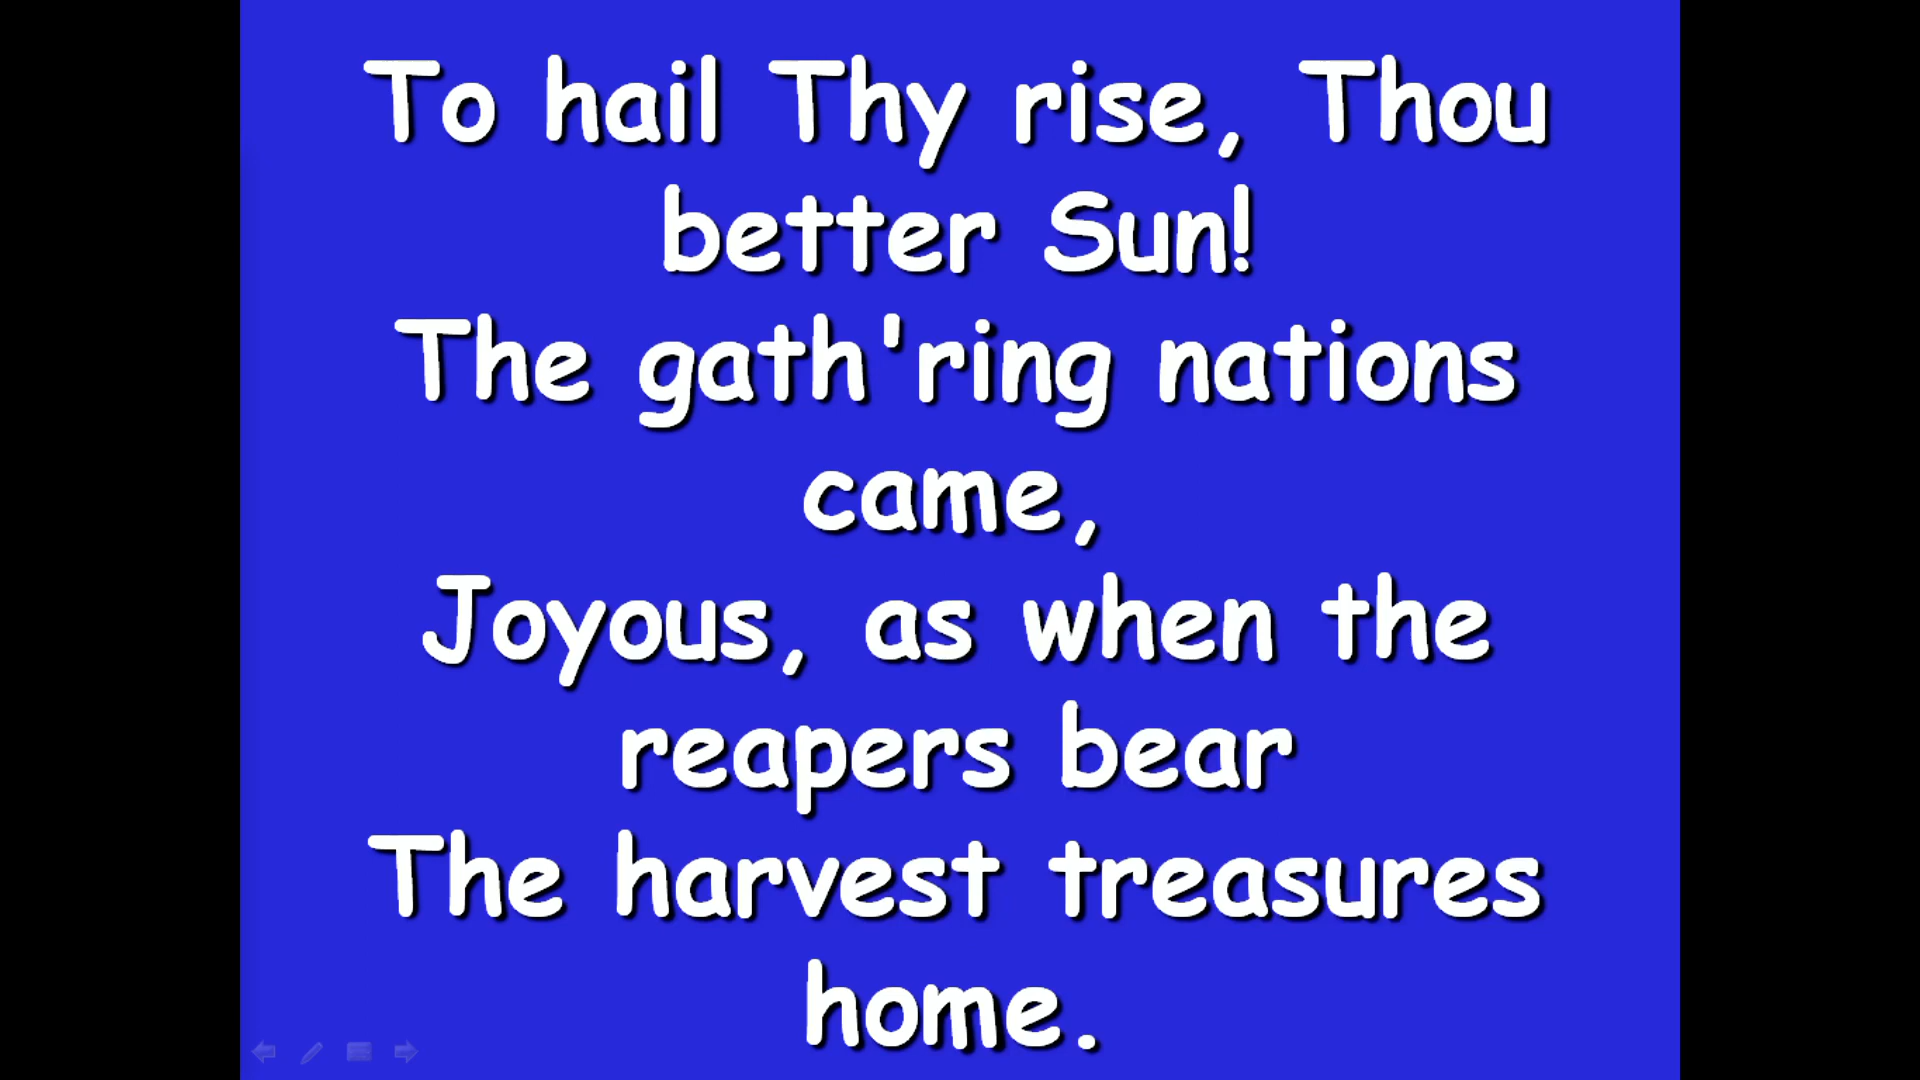 To hail Thy rise, Thou
better Sun!
The gath'ring nations
came,
Joyous, as when the
reapers bear
The harvest treasures
home.